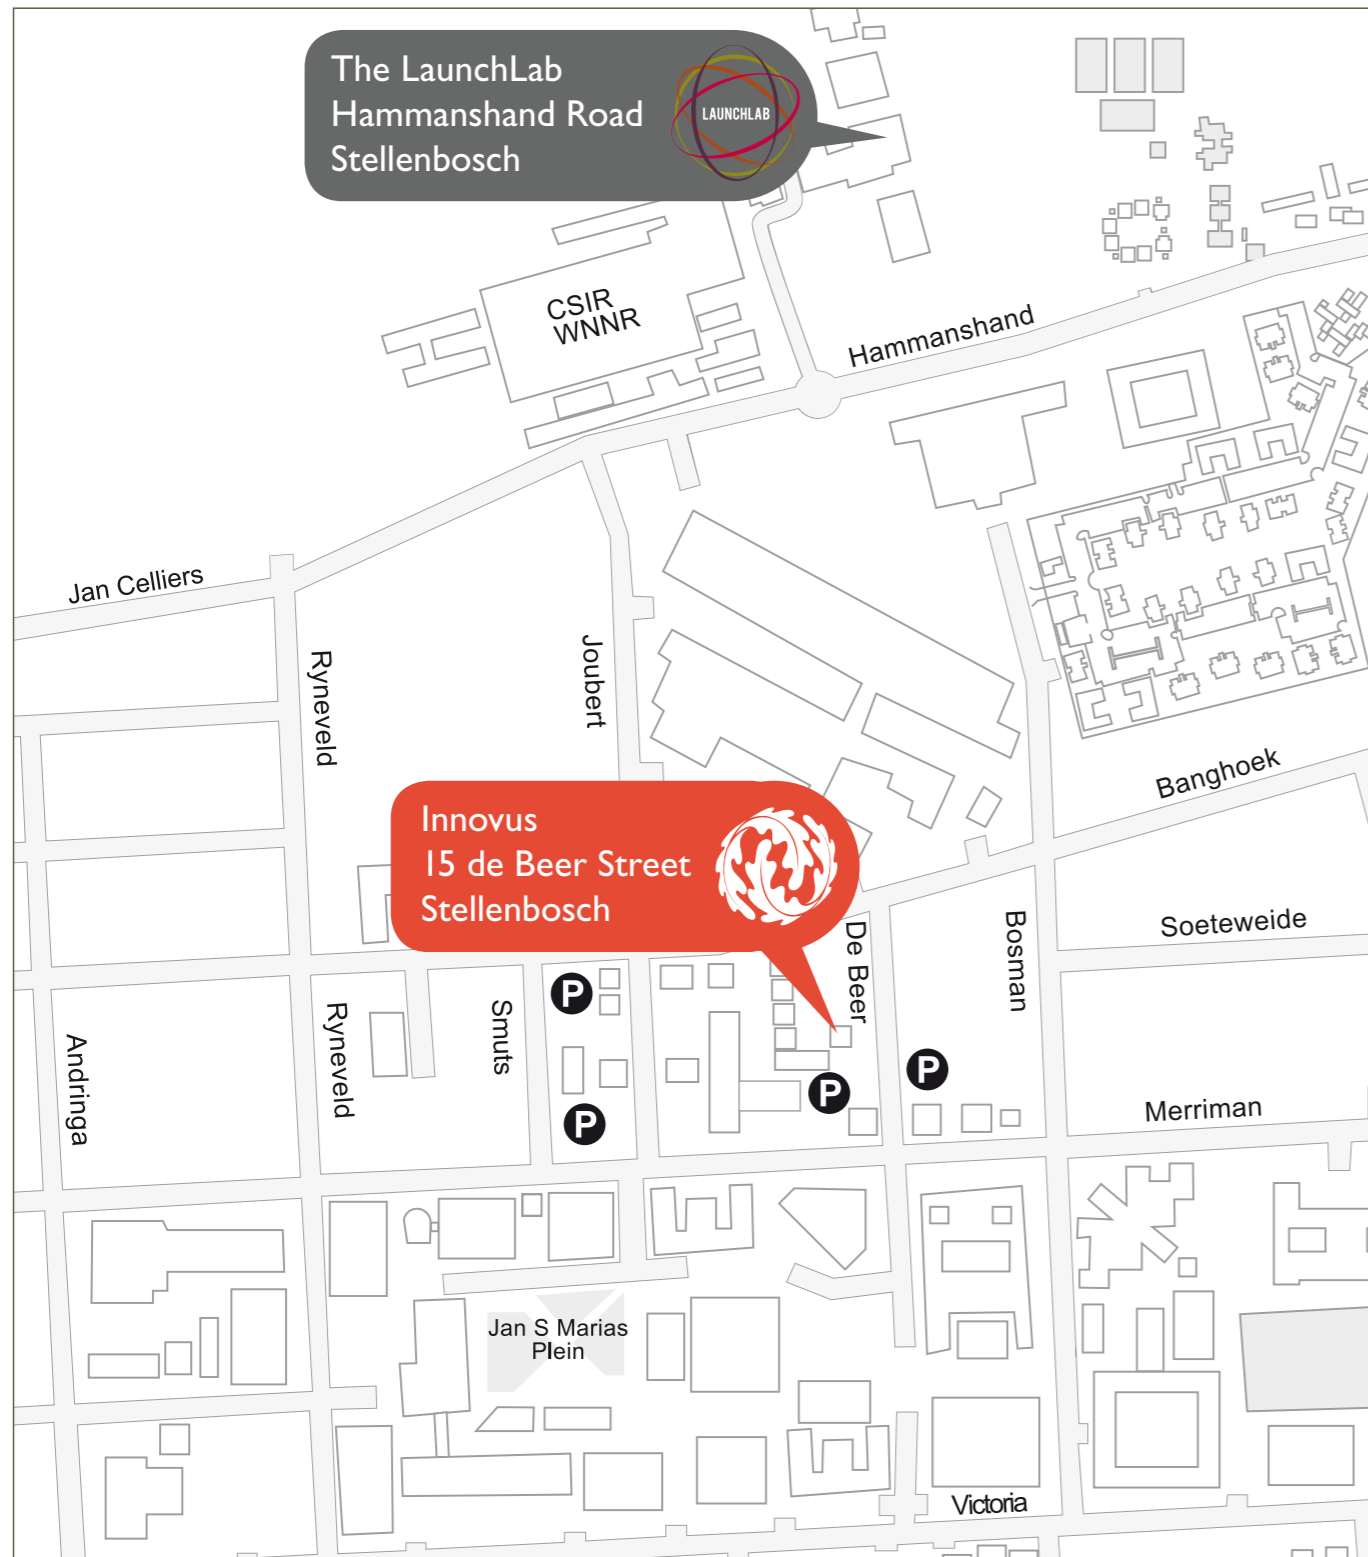 The LaunchLab
Hammanshand Road
Stellenbosch
LAUNCHLAB
CSIR
WNNR
Hammanshand
Jan Celliers
Ryneveld
Joubert
Banghoek
Innovus
15 de Beer Street
Stellenbosch
De Beer
Bosman
Soeteweide
P
Ryneveld
Smuts
Andringa
P
P
P
Merriman
Jan S Marias
Plein
Victoria